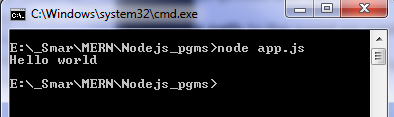 C:\Windows\system32\cmd.exe
E:\_Smar\MERN\Nodejs_pgms>node app.js
Hello world
E:\_Smar\MERN\Nodejs_pgms>